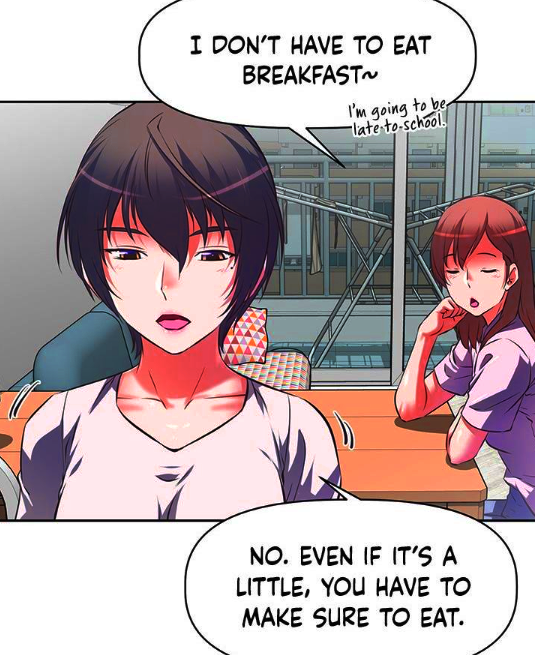 I DON'T HAVE TO EAT
BREAKFAST~
I'm going to be
late to school.
NO. EVEN IF IT'S A
LITTLE, YOU HAVE TO
MAKE SURE TO EAT.